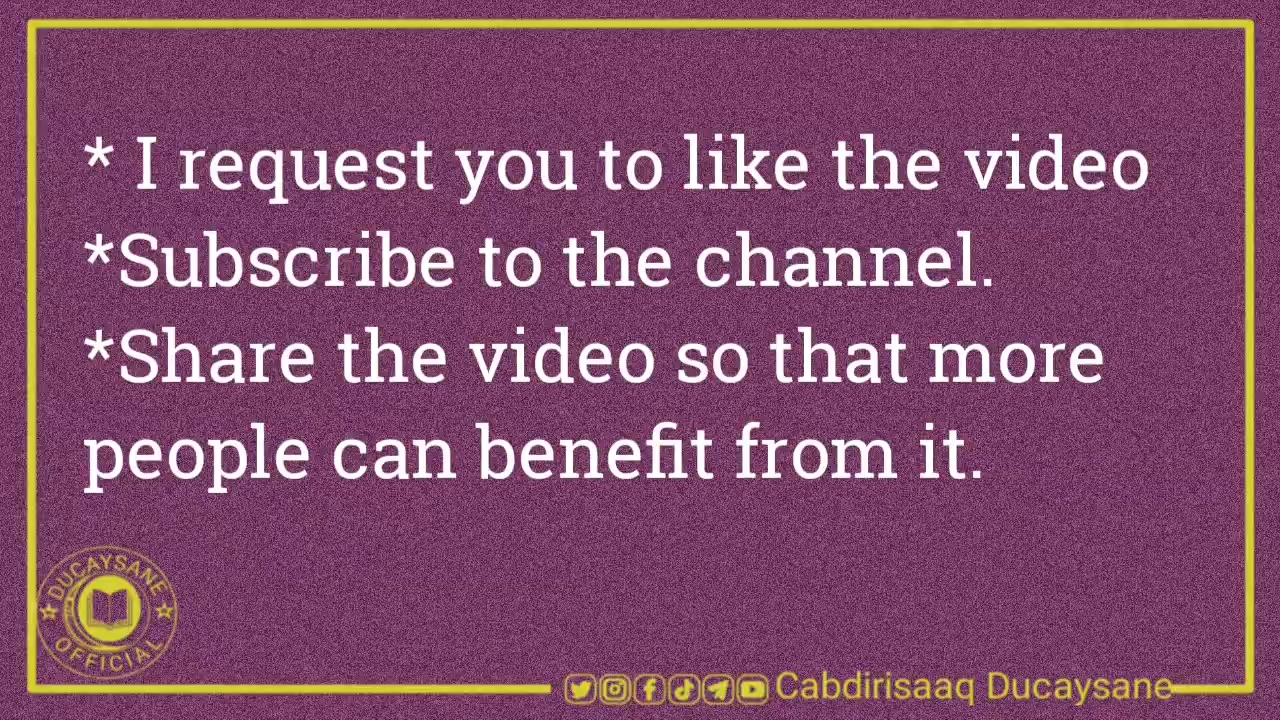 * I request you to like the video
*Subscribe to the channel.
*Share the video so that more
people can benefit from it.
DUCAYSANE
OFFICIAL
Cabdirisaaq Ducaysane